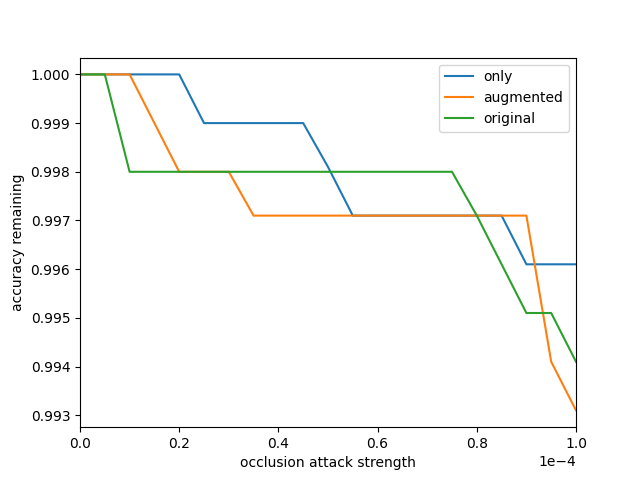 only
augmented
original
1.000
0.999
0.998
0.997
0.996
0.995
0.994
0.993
accuracy remaining
0.0 0.2 0.4 0.6 0.8 1.0
occlusion attack strength
1e−4